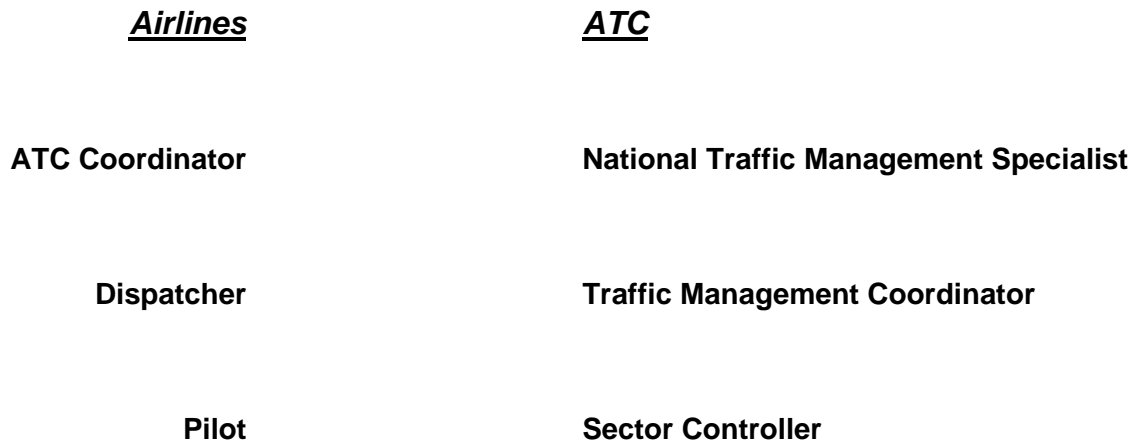 Airlines ATC
ATC Coordinator National Traffic Management Specialist
Dispatcher Traffic Management Coordinator
Pilot Sector Controller